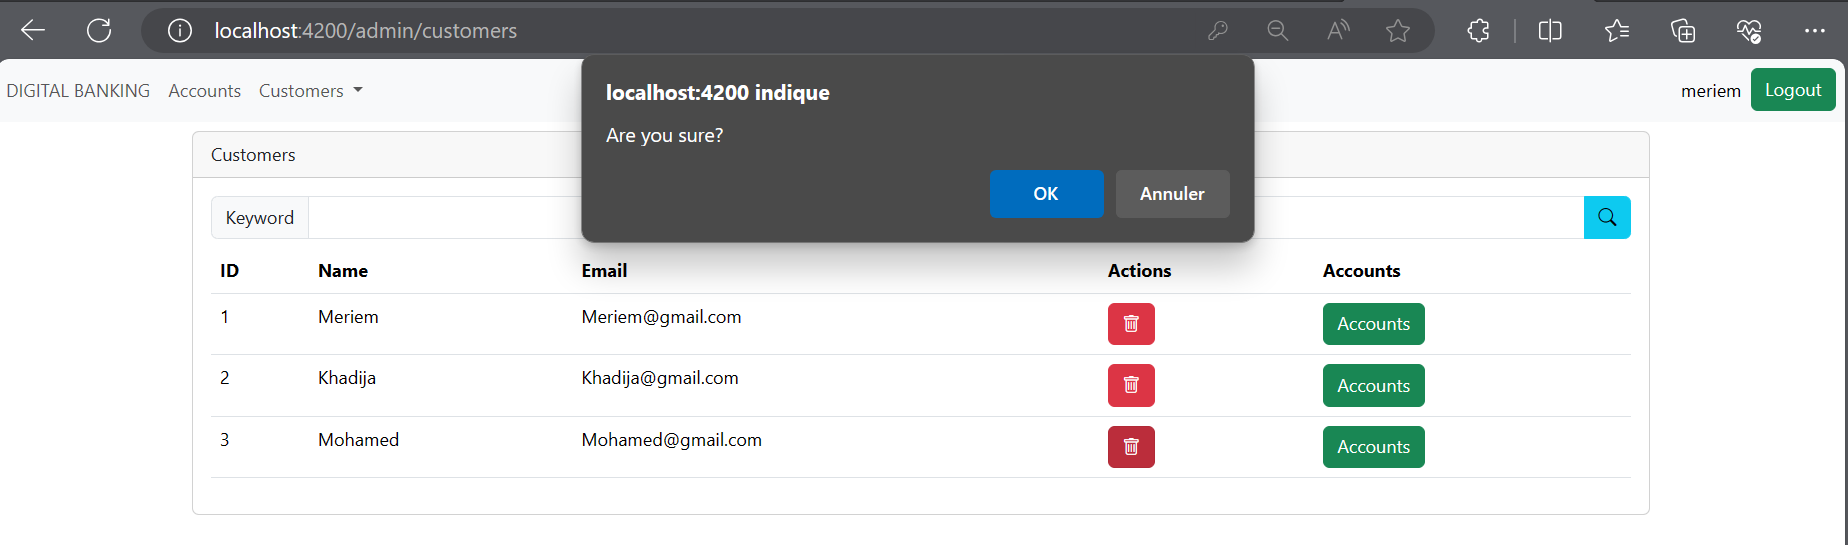 localhost:4200/admin/customers
DIGITAL BANKING Accounts Customers meriem Logout
localhost:4200 indique
Are you sure?
OK Annuler
Customers
Keyword
ID Name Email Actions Accounts
1 Meriem Meriem@gmail.com Accounts
2 Khadija Khadija@gmail.com Accounts
3 Mohamed Mohamed@gmail.com Accounts